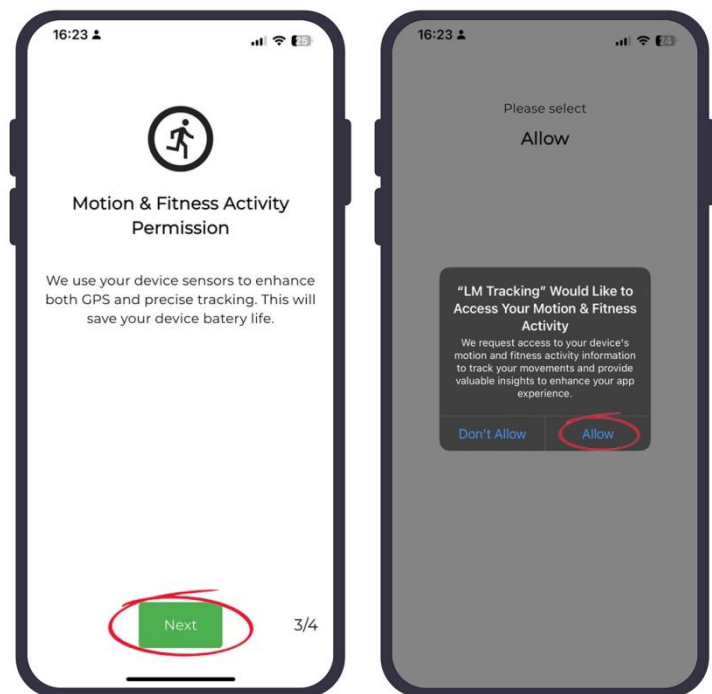 16:23
25
Motion & Fitness Activity
Permission
We use your device sensors to enhance
both GPS and precise tracking. This will
save your device batery life.
Next
3/4
16:23
24
Please select
Allow
“LM Tracking” Would Like to
Access Your Motion & Fitness
Activity
We request access to your device's
motion and fitness activity information
to track your movements and provide
valuable insights to enhance your app
experience.
Don't Allow
Allow